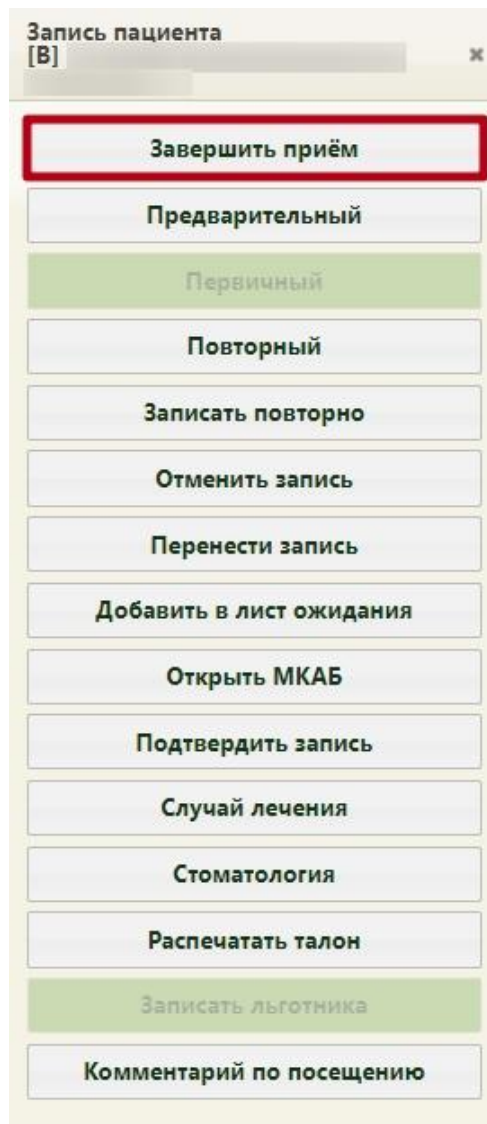 Запись пациента
[В]
Завершить приём
Предварительный
Первичный
Повторный
Записать повторно
Отменить запись
Перенести запись
Добавить в лист ожидания
Открыть МКАБ
Подтвердить запись
Случай лечения
Стоматология
Распечатать талон
Записать льготника
Комментарий по посещению